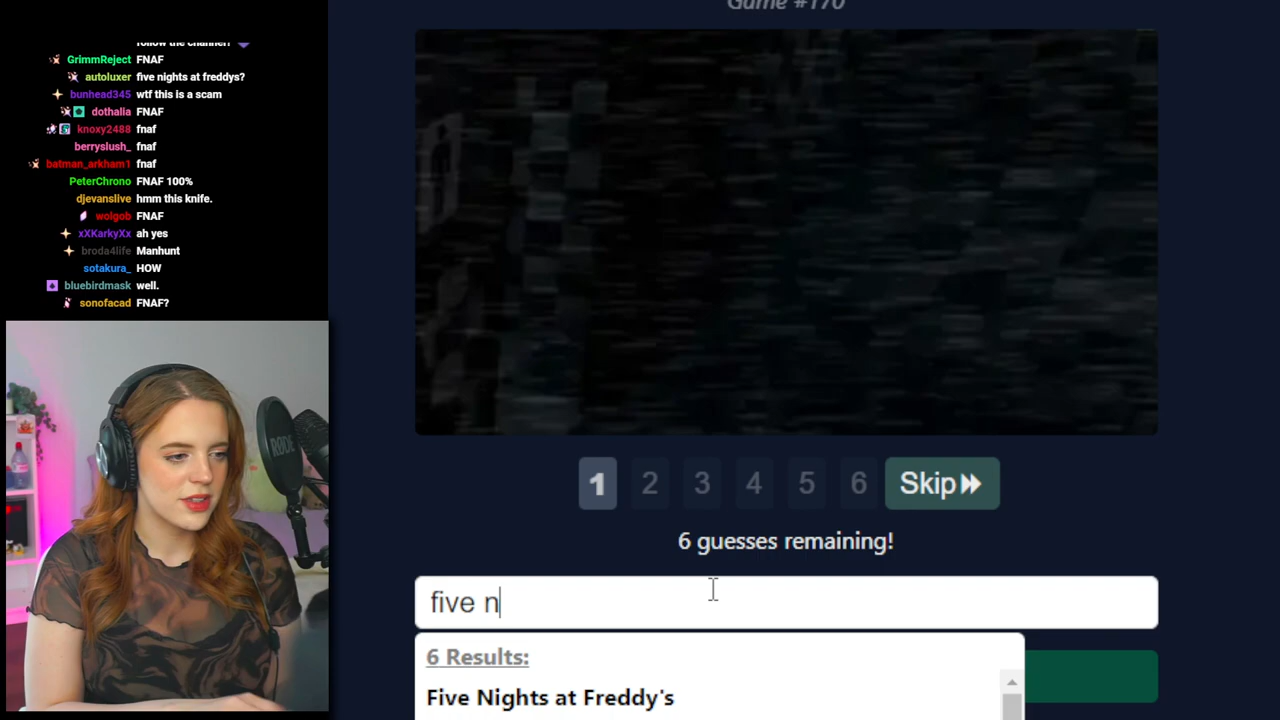 Game #170
follow the channel!
GrimmReject FNAF
autoluxer five nights at freddys?
bunhead345 wtf this is a scam
dothalia FNAF
knoxy2488 fnaf
berryslush_ fnaf
batman_arkham1 fnaf
PeterChrono FNAF 100%
djevanslive hmm this knife.
wolgob FNAF
xXKarkyXx ah yes
broda4life Manhunt
sotakura_ HOW
bluebirdmask well.
sonofacad FNAF?
RØDE
1 2 3 4 5 6 Skip
6 guesses remaining!
five n
6 Results:
Five Nights at Freddy's